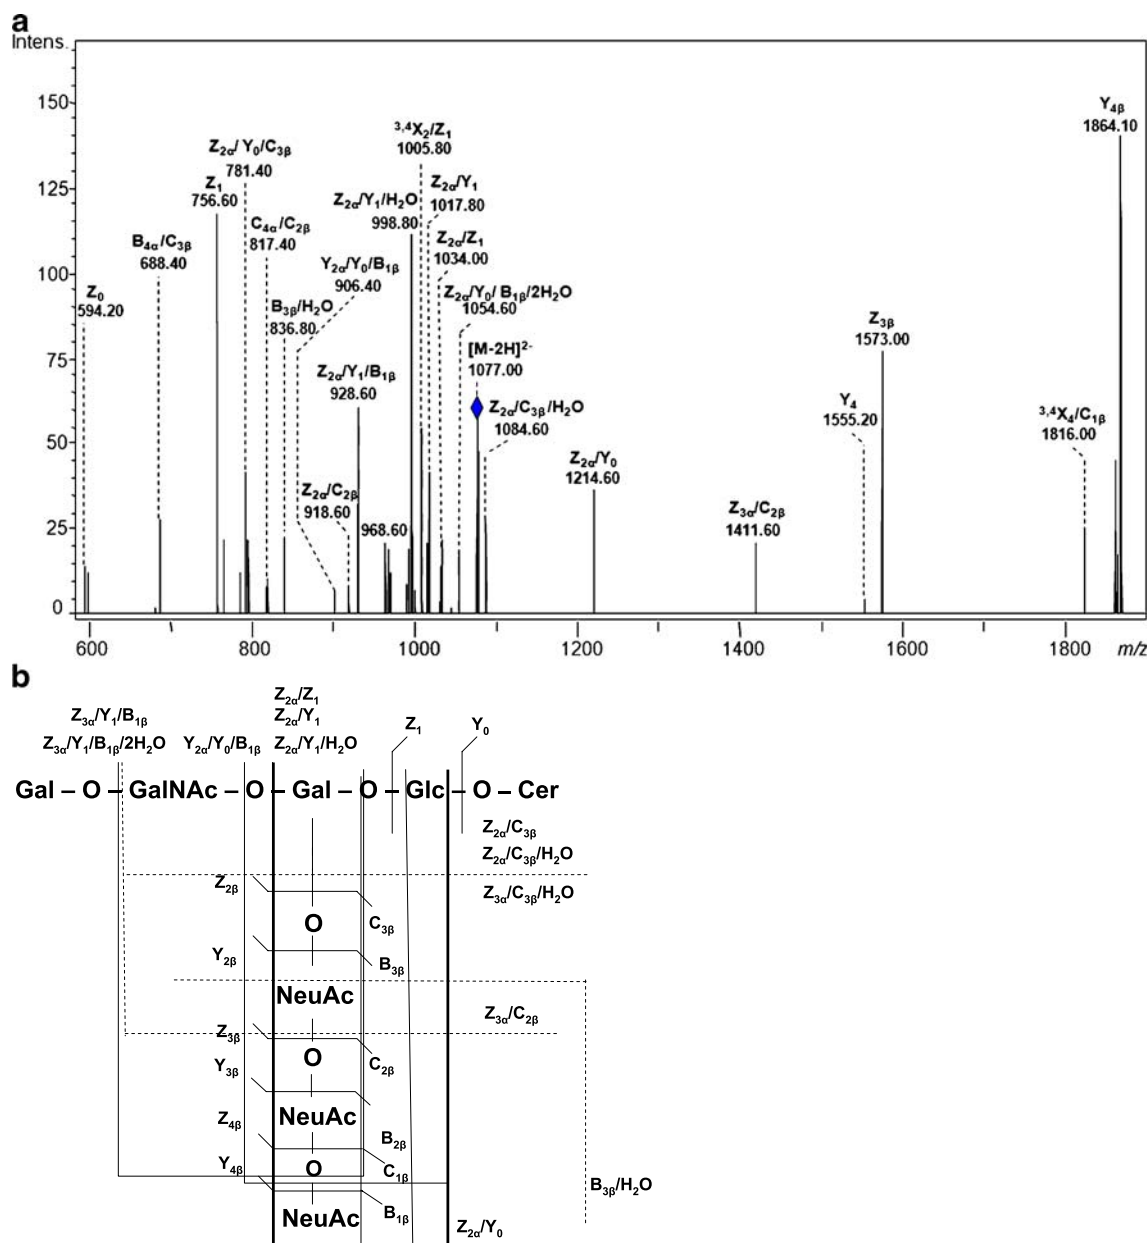 a
Intens.
150
125
100
75
50
25
0
Z0
594.20
B4α/C3β
688.40
Z1
756.60
Z2α/ Y0/C3β
781.40
C4α/C2β
817.40
B3β/H2O
836.80
Y2α/Y0/B1β
906.40
Z2α/C2β
918.60
Z2α/Y1/B1β
928.60
968.60
Z2α/Y1/H2O
998.80
3,4X2/Z1
1005.80
Z2α/Y1
1017.80
Z2α/Z1
1034.00
Z2α/Y0/ B1β/2H2O
1054.60
[M-2H]2-
1077.00
Z2α/C3β/H2O
1084.60
Z2α/Y0
1214.60
Z3α/C2β
1411.60
Y4
1555.20
Z3β
1573.00
3,4X4/C1β
1816.00
Y4β
1864.10
600 800 1000 1200 1400 1600 1800 m/z
b
Z3α/Y1/B1β
Z3α/Y1/B1β/2H2O
Y2α/Y0/B1β
Z2α/Z1
Z2α/Y1
Z2α/Y1/H2O
Z1
Y0
Gal – O – GalNAc – O – Gal – O – Glc – O – Cer
Z2α/C3β
Z2α/C3β/H2O
Z3α/C3β/H2O
Z2β
O
C3β
Y2β
B3β
NeuAc
Z3α/C2β
Z3β
O
C2β
Y3β
NeuAc
Z4β
B2β
Y4β
O
C1β
B3β/H2O
NeuAc
B1β
Z2α/Y0